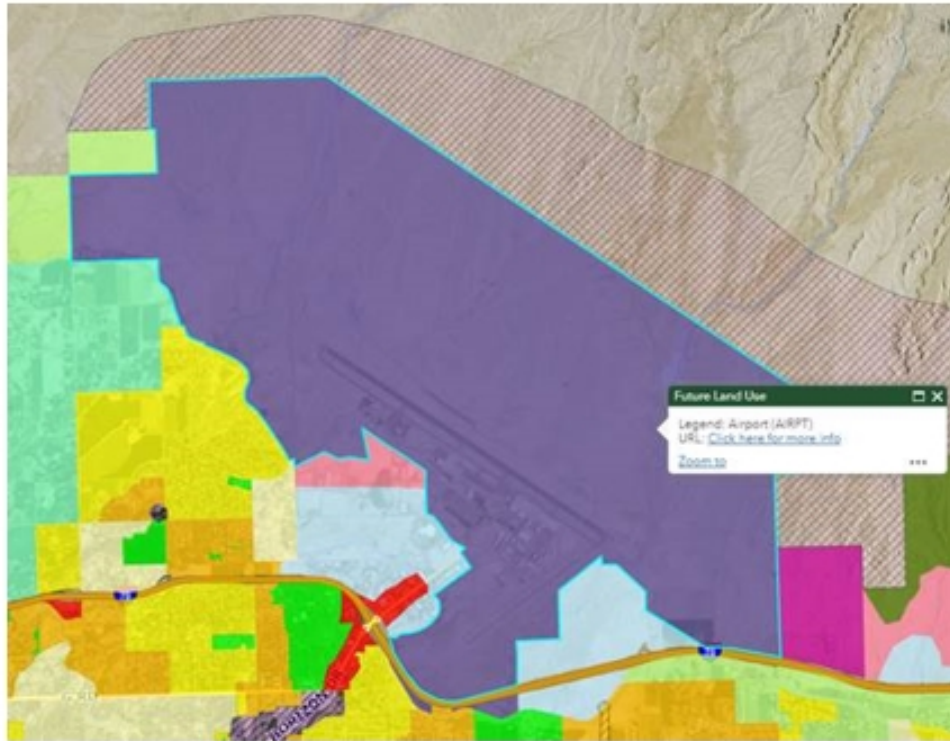 Future Land Use
Legend: Airport (AIRPT)
URL: Click here for more info
Zoom to